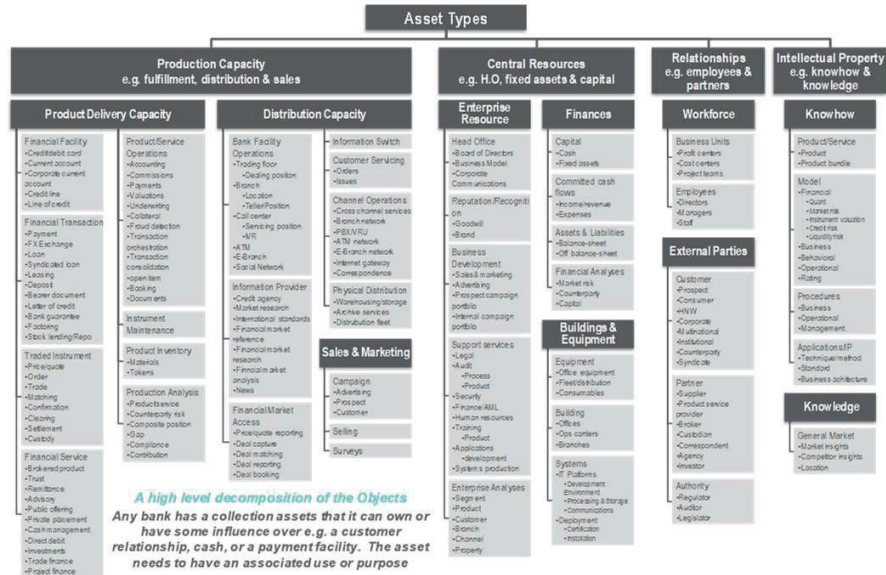 Asset Types
Production Capacity
e.g. fulfillment, distribution & sales
Central Resources
e.g. H.O, fixed assets & capital
Relationships
e.g. employees &
partners
Intellectual Property
e.g. knowhow &
knowledge
Product Delivery Capacity
Financial Facility
•Credit/debit card
•Current account
•Corporate current
account
•Credit line
•Line of credit
Financial Transaction
•Payment
•FX Exchange
•Loan
•Syndicated loan
•Leasing
•Deposit
•Bearer document
•Letter of credit
•Bank guarantee
•Factoring
•Stock lending/Repo
Traded Instrument
•Price/quote
•Order
•Trade
•Matching
•Confirmation
•Clearing
•Settlement
•Custody
Financial Service
•Brokered product
•Trust
•Remittance
•Advisory
•Public offering
•Private placement
•Cash management
•Direct debit
•Investments
•Trade finance
•Project finance
Product/Service
Operations
•Accounting
•Commissions
•Payments
•Valuations
•Underwriting
•Collateral
•Fraud detection
•Transaction
orchestration
•Transaction
consolidation
•open item
•Booking
•Documents
Instrument
Maintenance
Product Inventory
•Materials
•Tokens
Production Analysis
•Product/service
•Counterparty risk
•Composite position
•Gap
•Compliance
•Contribution
Distribution Capacity
Bank Facility
Operations
•Trading floor
•Dealing position
•Branch
•Location
•Teller Position
•Call center
•Servicing position
•ATM
•E-Branch
•Social Network
Information Provider
•Credit agency
•Market research
•International standards
•Financial market
reference
•Financial market
research
•Finncial market
analysis
•News
Financial Market
Access
•Price/quote reporting
•Deal capture
•Deal matching
•Deal reporting
•Deal booking
Information Switch
Customer Servicing
•Orders
•Issues
Channel Operations
•Cross channel services
•Branch network
•PBX/VRU
•ATM network
•E-Branch network
•Internet gateway
•Correspondence
Physical Distribution
•Warehousing/storage
•Archive services
•Distrubution fleet
Sales & Marketing
Campaign
•Advertising
•Prospect
•Customer
Selling
Surveys
Enterprise
Resource
Head Office
•Board of Directors
•Business Model
•Corporate
Communications
Reputation/Recogniti
on
•Goodwill
•Brand
Business
Development
•Sales & marketing
•Advertising
•Prospect campaign
portfolio
•Internal campaign
portfolio
Support services
•Legal
•Audit
•Process
•Product
•Security
•Finance/AML
•Human resources
•Training
•Product
•Applications
•development
•Systems production
Enterprise Analyses
•Segment
•Product
•Customer
•Branch
•Channel
•Property
Finances
Capital
•Cash
•Fixed assets
Committed cash
flows
•Income/revenue
•Expenses
Assets & Liabilities
•Balance-sheet
•Off balance-sheet
Financial Analyses
•Market risk
•Counterparty
•Capital
Buildings &
Equipment
Equipment
•Office equipment
•Fleet/distribution
•Consumables
Building
•Offices
•Ops canters
•Branches
Systems
•IT Platforms
•Development
Environment
•Processing & Storage
•Communications
•Deployment
•Certification
•Installation
Workforce
Business Units
•Profit centers
•Cost centers
•Project teams
Employees
•Directors
•Managers
•Staff
External Parties
Customer
•Prospect
•Consumer
•HNW
•Corporate
•Multinational
•Institutional
•Counterparty
•Syndicate
Partner
•Supplier
•Product service
provider
•Broker
•Custodian
•Correspondent
•Agency
•Investor
Authority
•Regulator
•Auditor
•Legislator
Knowhow
Product/Service
•Product
•Product bundle
Model
•Financial
•Quant
•Market risk
•Instrument valuation
•Credit risk
•Liquidity risk
•Business
•Behavioral
•Operational
•Rating
Procedures
•Business
•Operational
•Management
Applications/IP
•Technique/method
•Standard
•Business achitecture
Knowledge
General Market
•Market insights
•Competitor insights
•Location
A high level decomposition of the Objects
Any bank has a collection assets that it can own or
have some influence over e.g. a customer
relationship, cash, or a payment facility. The asset
needs to have an associated use or purpose